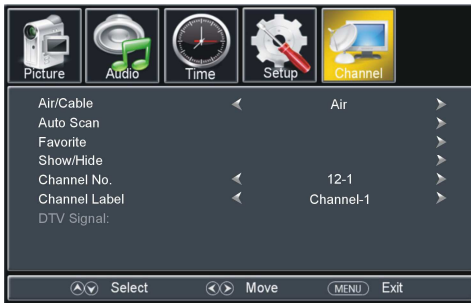 Picture Audio Time Setup Channel
Air/Cable Air
Auto Scan
Favorite
Show/Hide
Channel No. 12-1
Channel Label Channel-1
DTV Signal:
Select Move MENU Exit